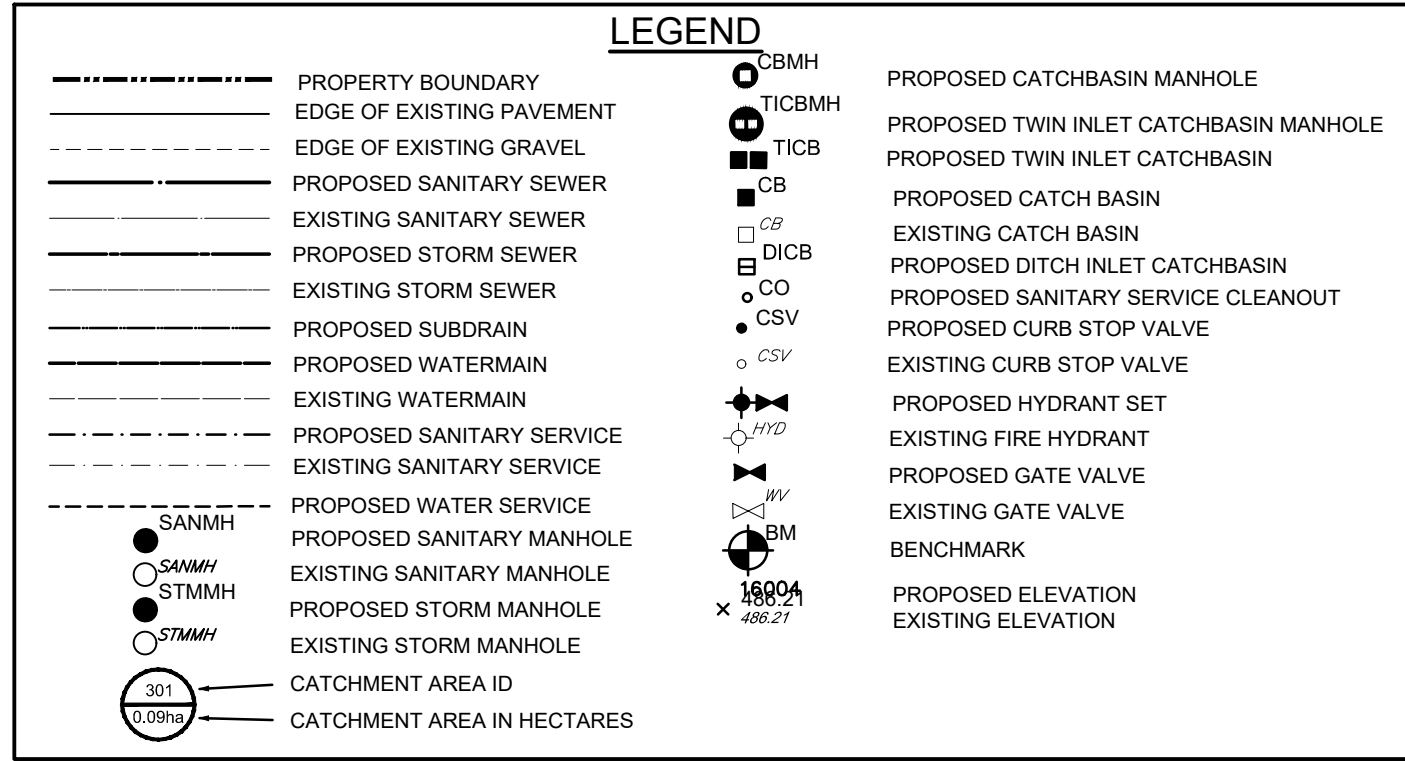 LEGEND
PROPERTY BOUNDARY
EDGE OF EXISTING PAVEMENT
EDGE OF EXISTING GRAVEL
PROPOSED SANITARY SEWER
EXISTING SANITARY SEWER
PROPOSED STORM SEWER
EXISTING STORM SEWER
PROPOSED SUBDRAIN
PROPOSED WATERMAIN
EXISTING WATERMAIN
PROPOSED SANITARY SERVICE
EXISTING SANITARY SERVICE
PROPOSED WATER SERVICE
SANMH PROPOSED SANITARY MANHOLE
SANMH EXISTING SANITARY MANHOLE
STMMH PROPOSED STORM MANHOLE
STMMH EXISTING STORM MANHOLE
301 CATCHMENT AREA ID
0.09ha CATCHMENT AREA IN HECTARES
CBMH PROPOSED CATCHBASIN MANHOLE
TICBMH PROPOSED TWIN INLET CATCHBASIN MANHOLE
TICB PROPOSED TWIN INLET CATCHBASIN
CB PROPOSED CATCH BASIN
CB EXISTING CATCH BASIN
DICB PROPOSED DITCH INLET CATCHBASIN
CO PROPOSED SANITARY SERVICE CLEANOUT
CSV PROPOSED CURB STOP VALVE
CSV EXISTING CURB STOP VALVE
PROPOSED HYDRANT SET
HYD EXISTING FIRE HYDRANT
PROPOSED GATE VALVE
WV EXISTING GATE VALVE
BM BENCHMARK
16004
486.21 PROPOSED ELEVATION
486.21 EXISTING ELEVATION